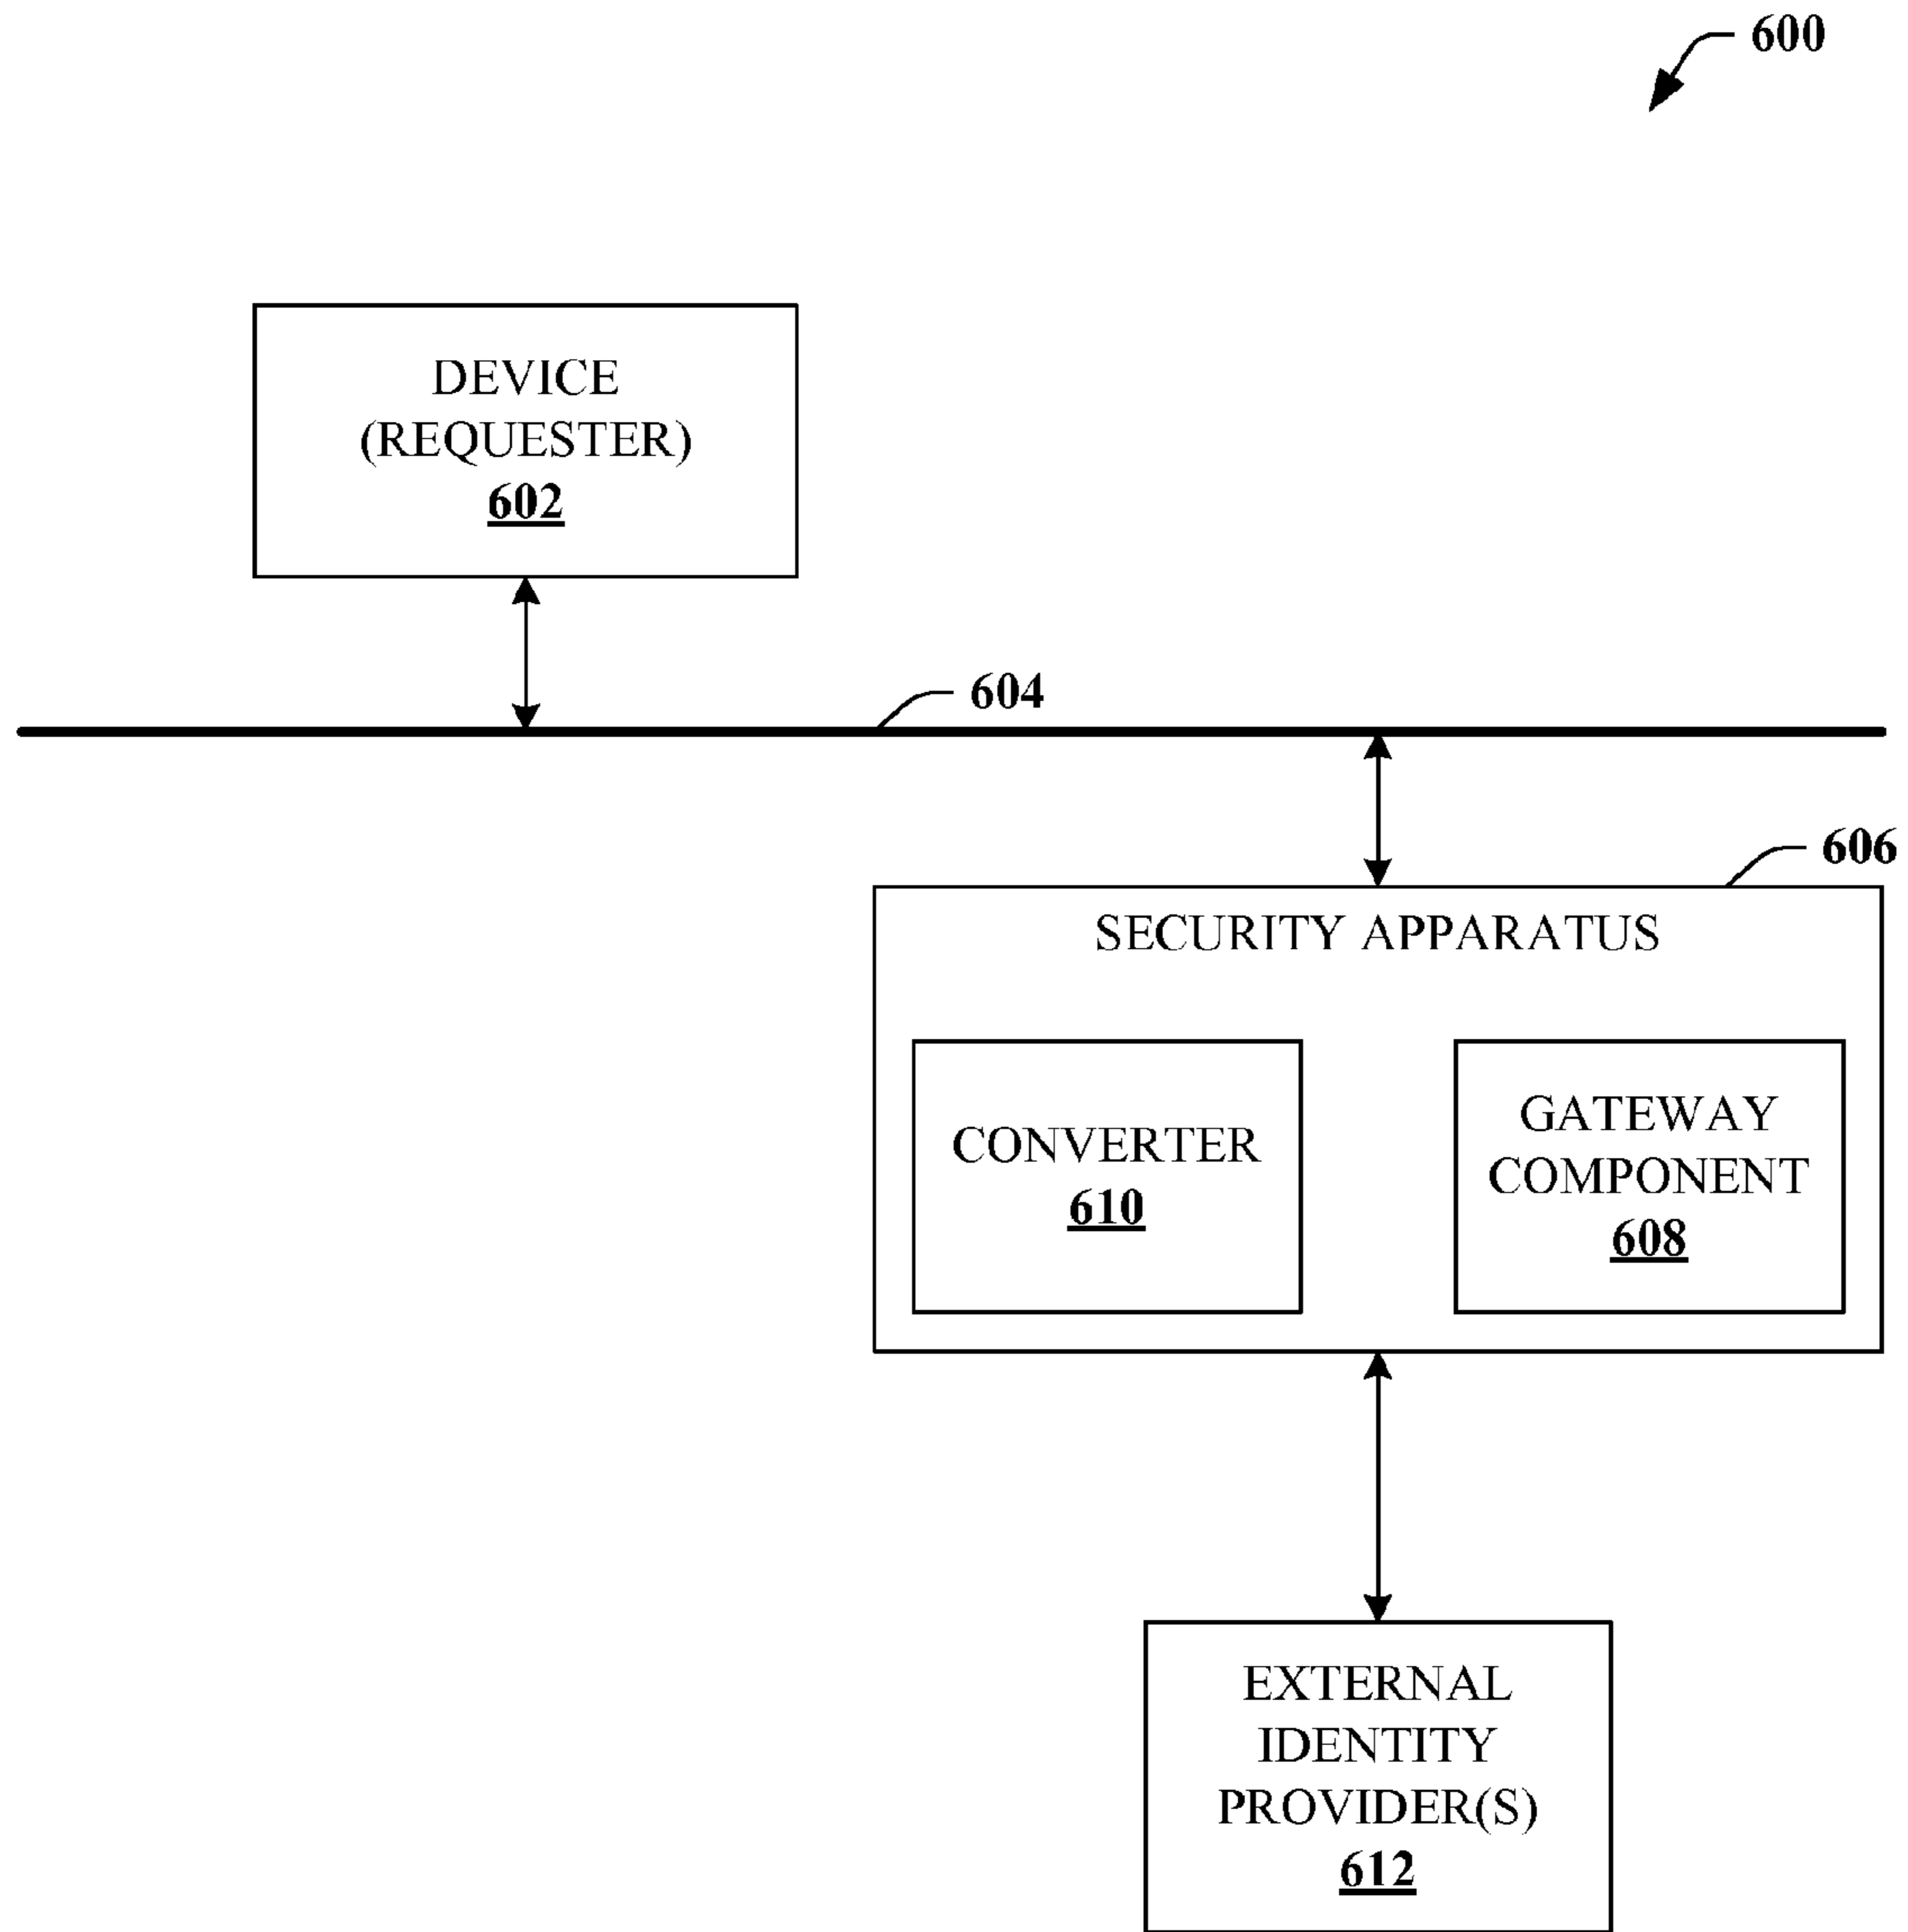 600
DEVICE
(REQUESTER)
602
604
606
SECURITY APPARATUS
CONVERTER
610
GATEWAY
COMPONENT
608
EXTERNAL
IDENTITY
PROVIDER(S)
612